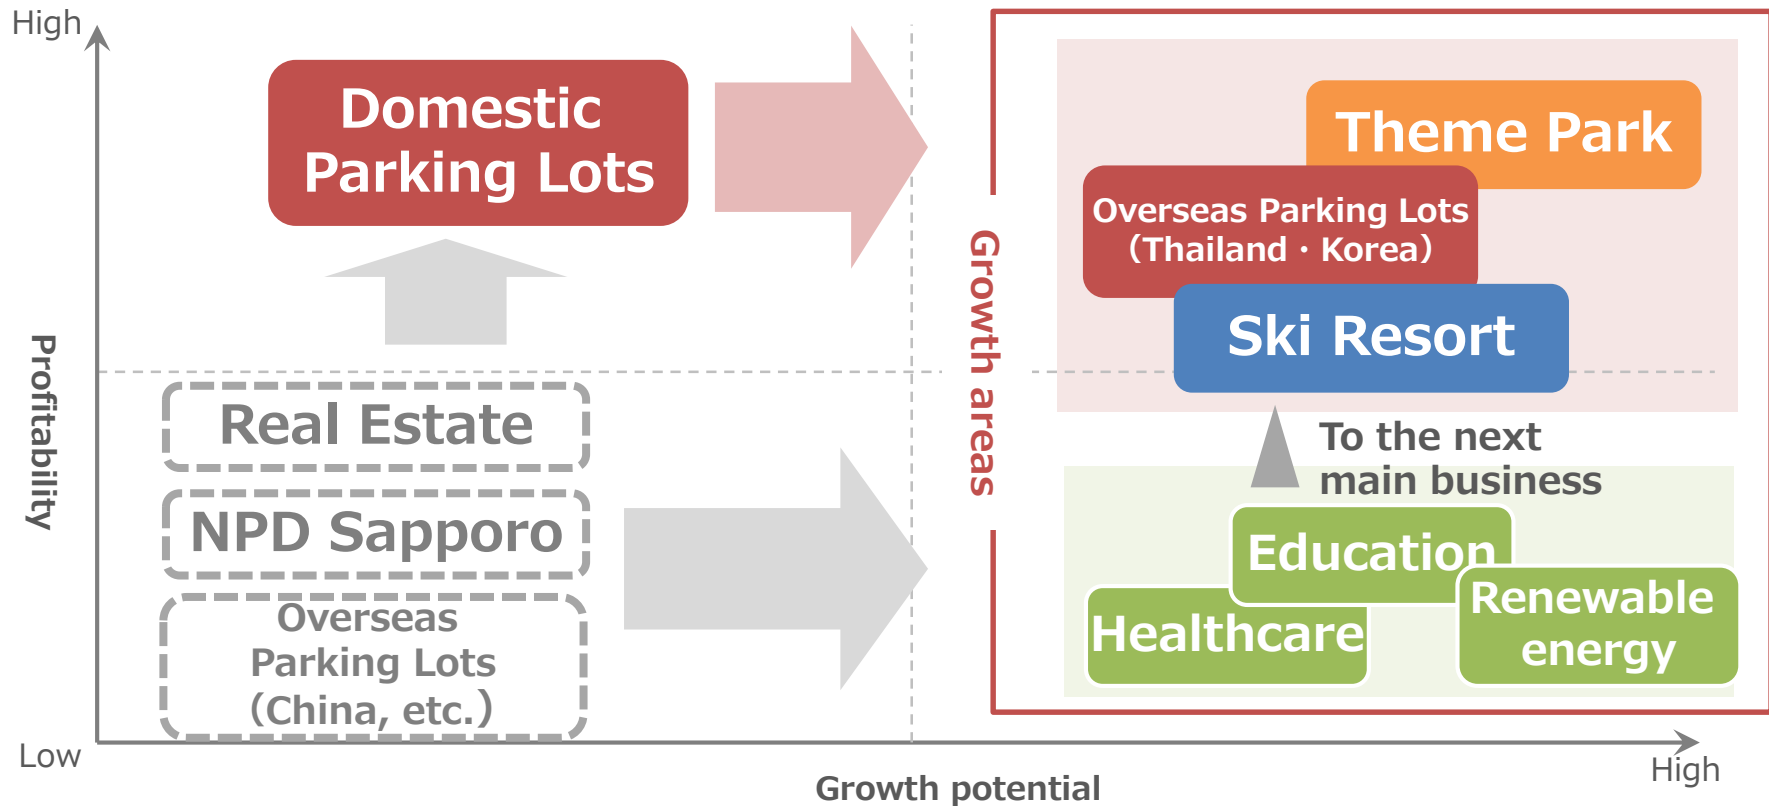 High
Domestic
Parking Lots
Theme Park
Overseas Parking Lots
(Thailand・Korea)
Ski Resort
Growth areas
Profitability
Real Estate
NPD Sapporo
Overseas
Parking Lots
(China, etc.)
To the next
main business
Education
Healthcare
Renewable
energy
Low
High
Growth potential